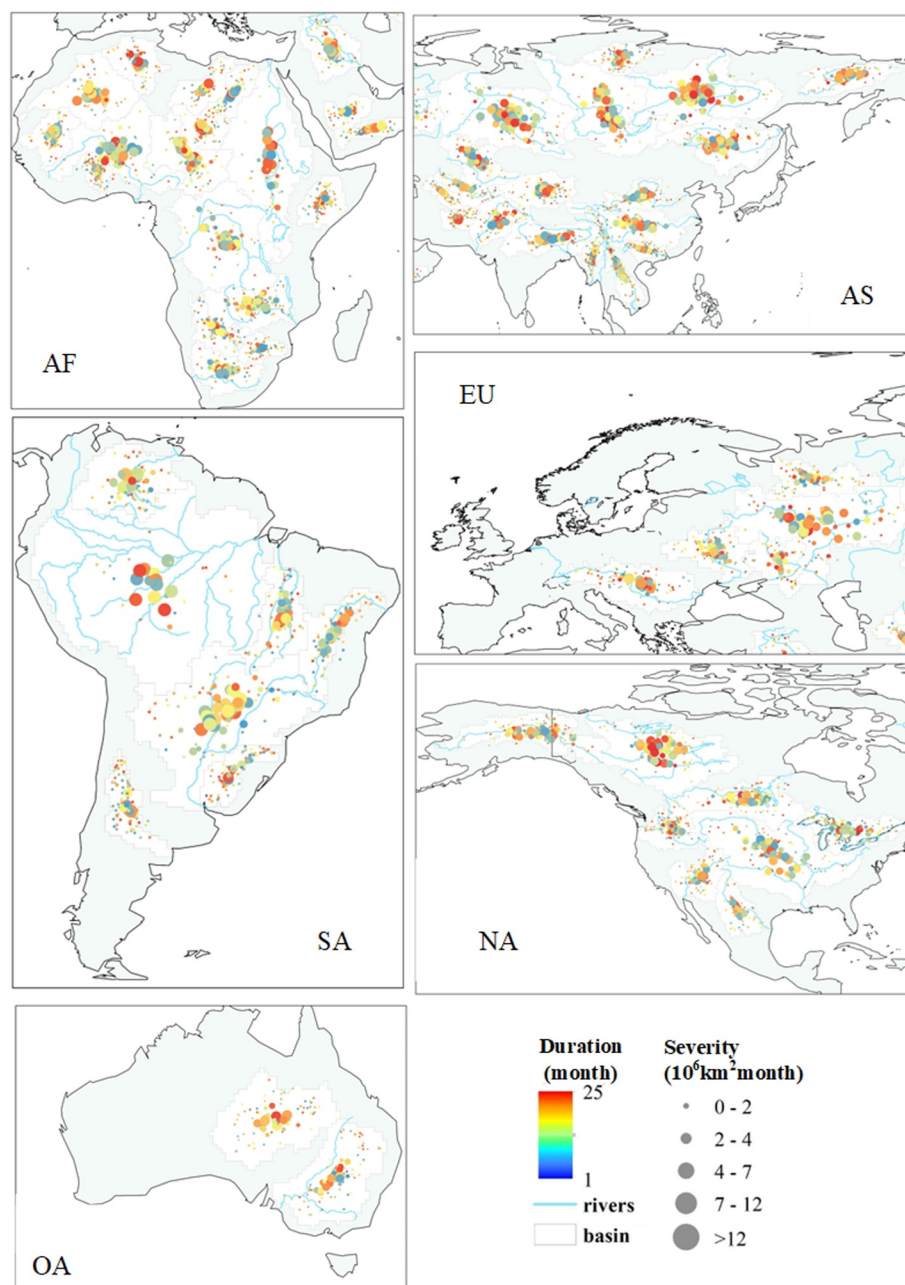 AF
AS
EU
SA
NA
OA
Duration
(month)
25
1
rivers
basin
Severity
(10⁶km²month)
0 - 2
2 - 4
4 - 7
7 - 12
>12